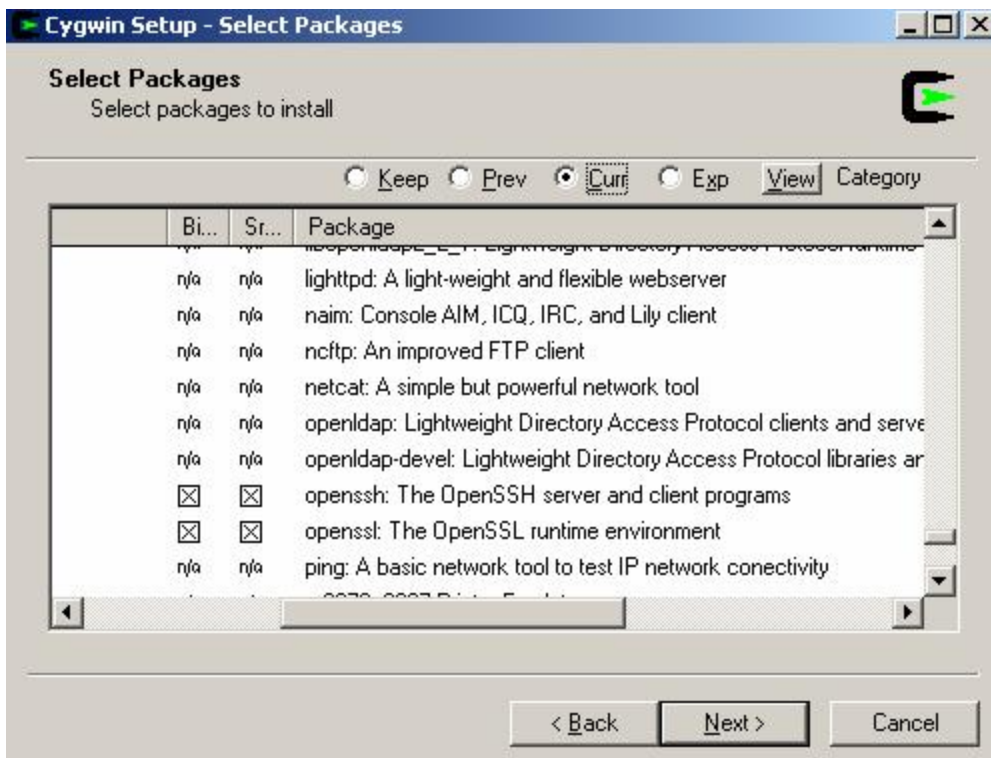 Cygwin Setup - Select Packages
Select Packages
Select packages to install
Keep Prev Curr Exp View Category
Bi... Sr... Package
n/a n/a lighttpd: A light-weight and flexible webserver
n/a n/a naim: Console AIM, ICQ, IRC, and Lily client
n/a n/a ncftp: An improved FTP client
n/a n/a netcat: A simple but powerful network tool
n/a n/a openldap: Lightweight Directory Access Protocol clients and serve
n/a n/a openldap-devel: Lightweight Directory Access Protocol libraries ar
openssh: The OpenSSH server and client programs
openssl: The OpenSSL runtime environment
n/a n/a ping: A basic network tool to test IP network conectivity
< Back Next > Cancel